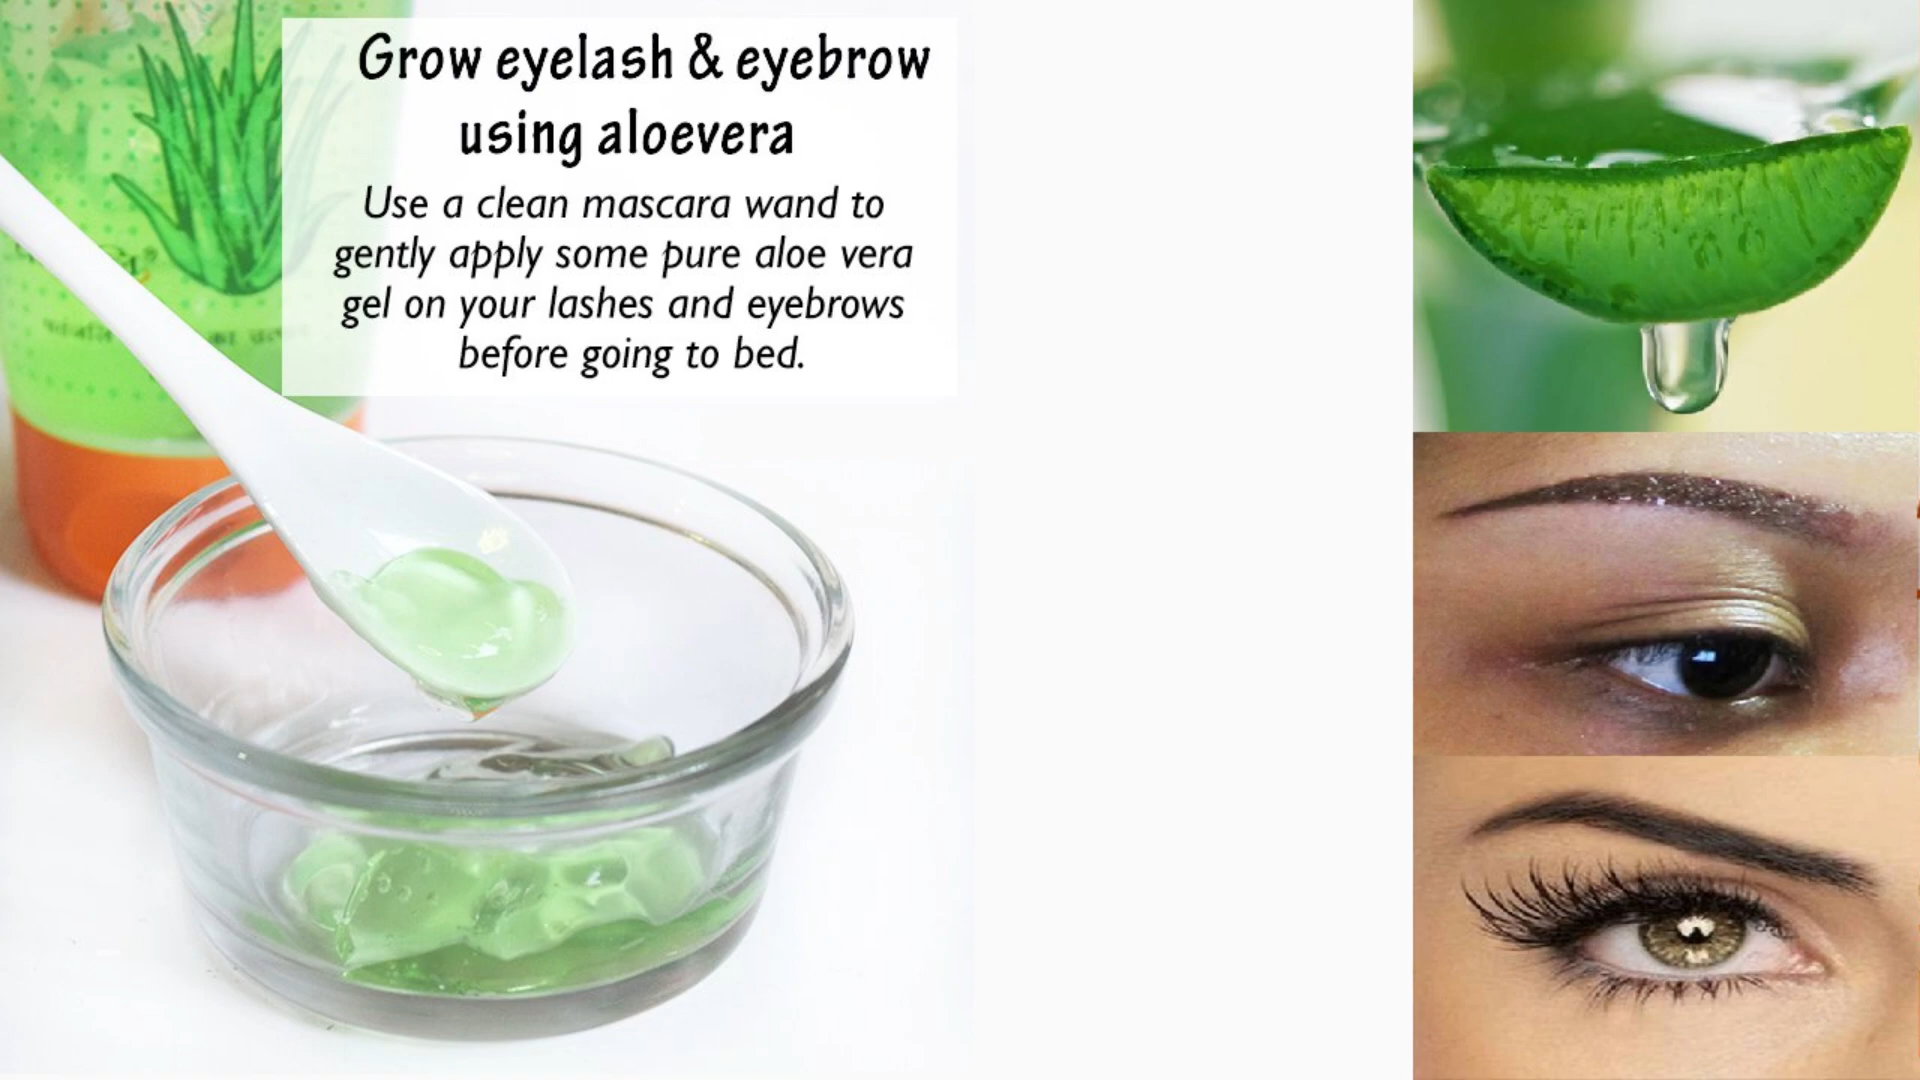 Grow eyelash & eyebrow
using aloevera
Use a clean mascara wand to
gently apply some pure aloe vera
gel on your lashes and eyebrows
before going to bed.